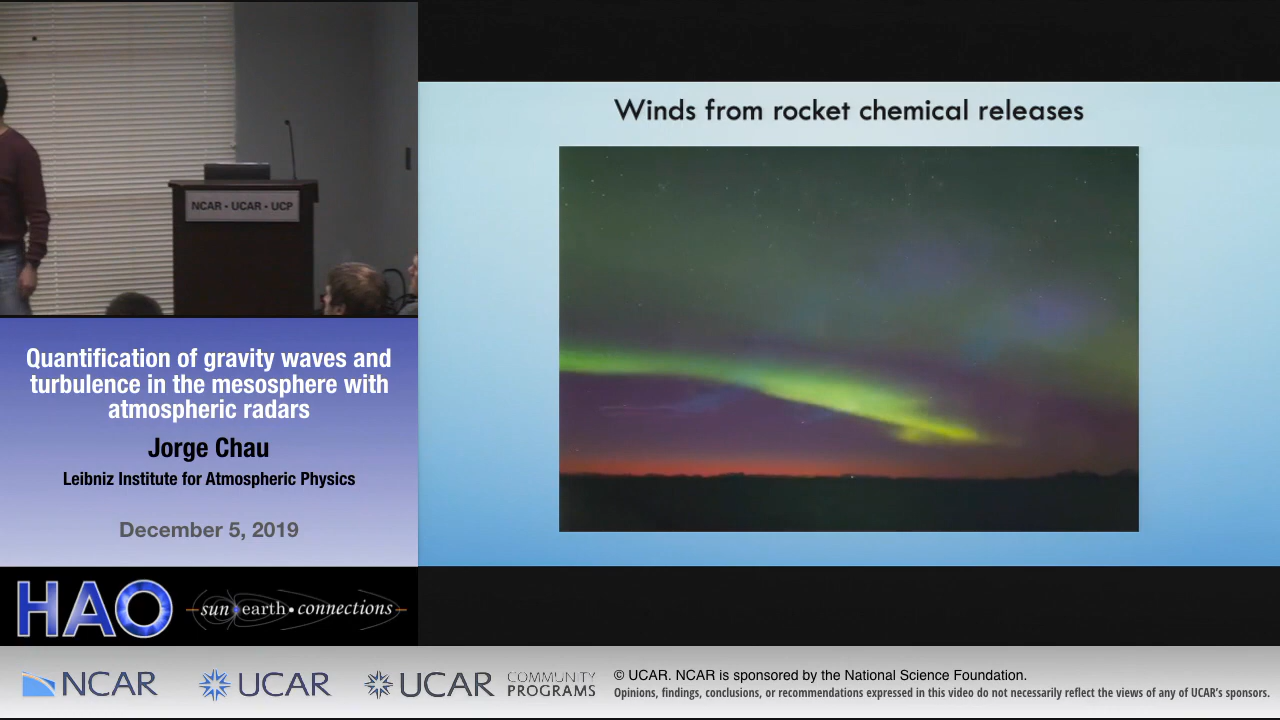 NCAR • UCAR • UCP
Winds from rocket chemical releases
Quantification of gravity waves and
turbulence in the mesosphere with
atmospheric radars
Jorge Chau
Leibniz Institute for Atmospheric Physics
December 5, 2019
HAO
sun•earth•connections
NCAR
UCAR
UCAR
COMMUNITY
PROGRAMS
© UCAR. NCAR is sponsored by the National Science Foundation.
Opinions, findings, conclusions, or recommendations expressed in this video do not necessarily reflect the views of any of UCAR's sponsors.